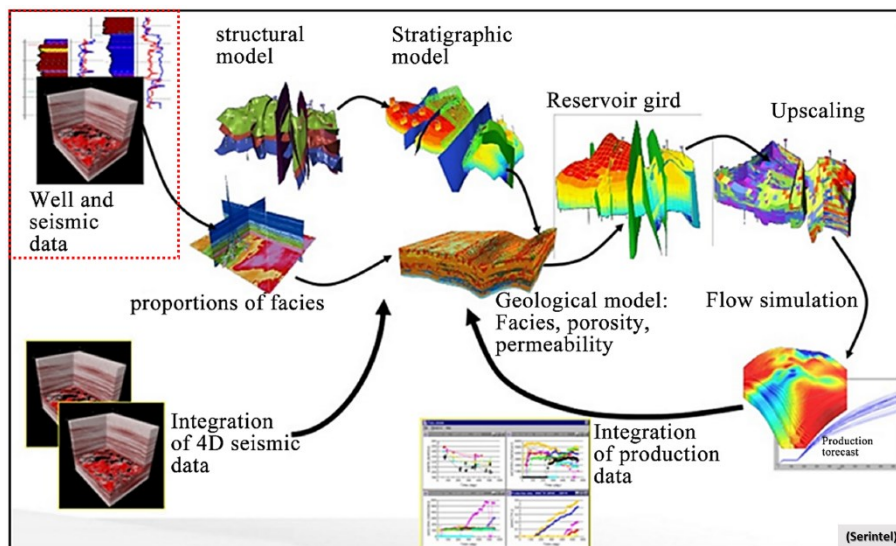 structural
model
Stratigraphic
model
Reservoir gird
Upscaling
Well and
seismic
data
proportions of facies
Geological model:
Facies, porosity,
permeability
Flow simulation
Integration
of 4D seismic
data
Integration
of production
data
Production
torecast
(Serintel)